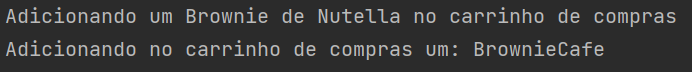 Adicionando um Brownie de Nutella no carrinho de compras
Adicionando no carrinho de compras um: BrownieCafe